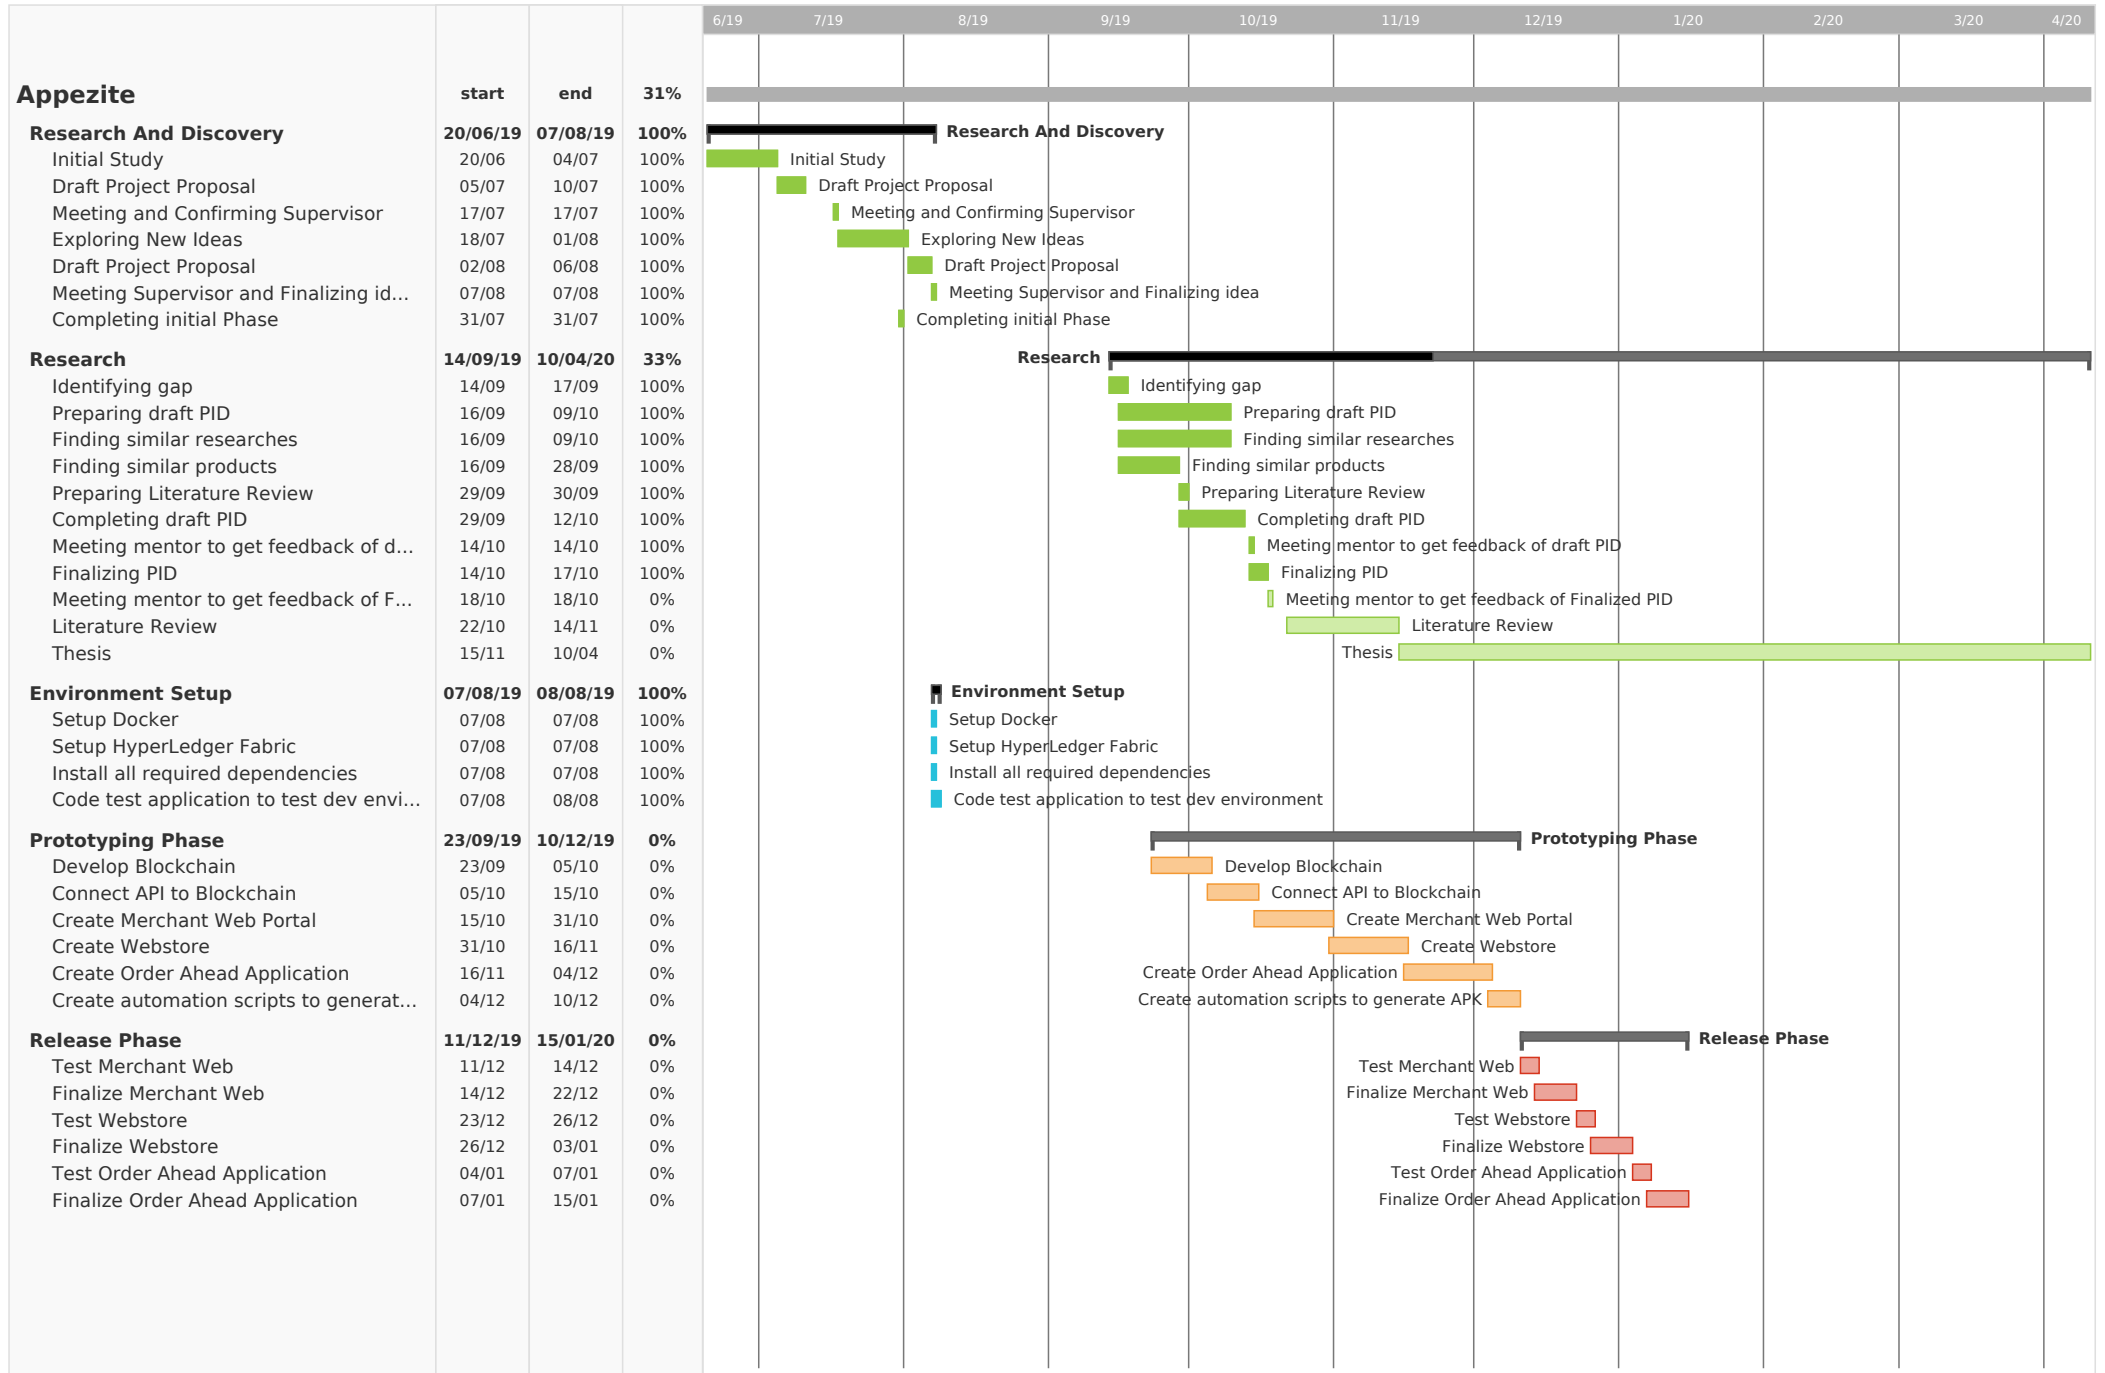 6/19 7/19 8/19 9/19 10/19 11/19 12/19 1/20 2/20 3/20 4/20
Appezite start end 31%
Research And Discovery 20/06/19 07/08/19 100% Research And Discovery
Initial Study 20/06 04/07 100% Initial Study
Draft Project Proposal 05/07 10/07 100% Draft Project Proposal
Meeting and Confirming Supervisor 17/07 17/07 100% Meeting and Confirming Supervisor
Exploring New Ideas 18/07 01/08 100% Exploring New Ideas
Draft Project Proposal 02/08 06/08 100% Draft Project Proposal
Meeting Supervisor and Finalizing id... 07/08 07/08 100% Meeting Supervisor and Finalizing idea
Completing initial Phase 31/07 31/07 100% Completing initial Phase
Research 14/09/19 10/04/20 33% Research
Identifying gap 14/09 17/09 100% Identifying gap
Preparing draft PID 16/09 09/10 100% Preparing draft PID
Finding similar researches 16/09 09/10 100% Finding similar researches
Finding similar products 16/09 28/09 100% Finding similar products
Preparing Literature Review 29/09 30/09 100% Preparing Literature Review
Completing draft PID 29/09 12/10 100% Completing draft PID
Meeting mentor to get feedback of d... 14/10 14/10 100% Meeting mentor to get feedback of draft PID
Finalizing PID 14/10 17/10 100% Finalizing PID
Meeting mentor to get feedback of F... 18/10 18/10 0% Meeting mentor to get feedback of Finalized PID
Literature Review 22/10 14/11 0% Literature Review
Thesis 15/11 10/04 0% Thesis
Environment Setup 07/08/19 08/08/19 100% Environment Setup
Setup Docker 07/08 07/08 100% Setup Docker
Setup HyperLedger Fabric 07/08 07/08 100% Setup HyperLedger Fabric
Install all required dependencies 07/08 07/08 100% Install all required dependencies
Code test application to test dev envi... 07/08 08/08 100% Code test application to test dev environment
Prototyping Phase 23/09/19 10/12/19 0% Prototyping Phase
Develop Blockchain 23/09 05/10 0% Develop Blockchain
Connect API to Blockchain 05/10 15/10 0% Connect API to Blockchain
Create Merchant Web Portal 15/10 31/10 0% Create Merchant Web Portal
Create Webstore 31/10 16/11 0% Create Webstore
Create Order Ahead Application 16/11 04/12 0% Create Order Ahead Application
Create automation scripts to generat... 04/12 10/12 0% Create automation scripts to generate APK
Release Phase 11/12/19 15/01/20 0% Release Phase
Test Merchant Web 11/12 14/12 0% Test Merchant Web
Finalize Merchant Web 14/12 22/12 0% Finalize Merchant Web
Test Webstore 23/12 26/12 0% Test Webstore
Finalize Webstore 26/12 03/01 0% Finalize Webstore
Test Order Ahead Application 04/01 07/01 0% Test Order Ahead Application
Finalize Order Ahead Application 07/01 15/01 0% Finalize Order Ahead Application